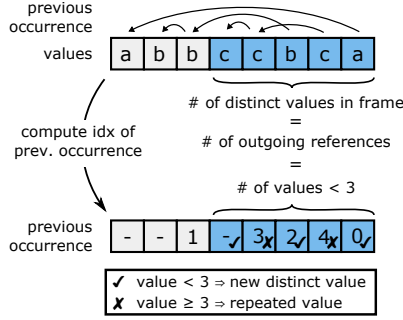 previous
occurrence
values
a b b c c b c a
# of distinct values in frame
=
# of outgoing references
=
# of values < 3
compute idx of
prev. occurrence
previous
occurrence
- - 1 -✓ 3✗ 2✓ 4✗ 0✓
✓ value < 3 ⇒ new distinct value
✗ value ≥ 3 ⇒ repeated value